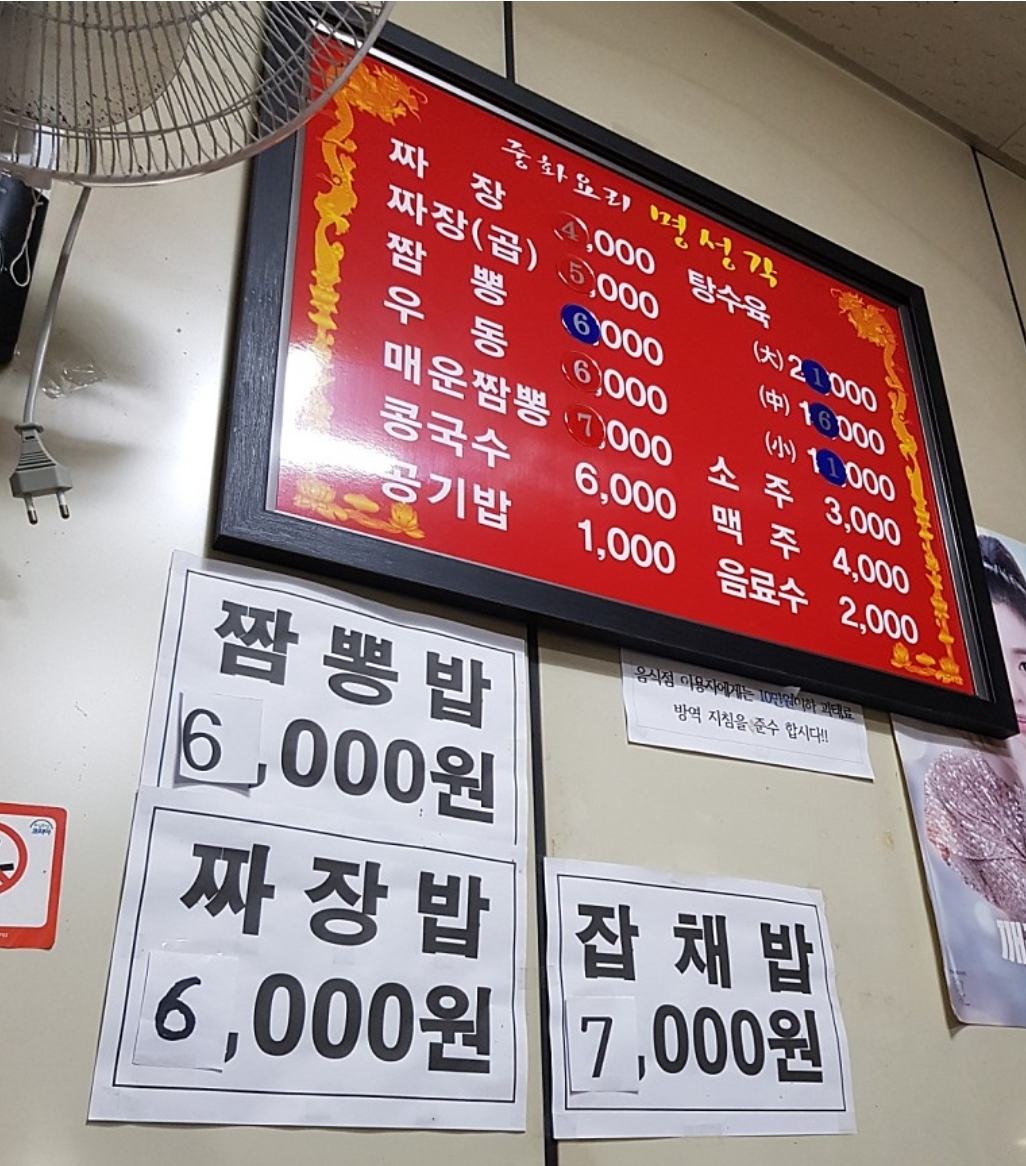 중화요리 명성각
짜 장 4,000
짜장(곱) 5,000
짬 뽕 6,000
우 동 6,000
매운짬뽕 7,000
콩국수 6,000
공기밥 1,000
탕수육
(大) 21,000
(中) 16,000
(小) 11,000
소 주 3,000
맥 주 4,000
음료수 2,000
음식점 이용자에게는 10만원이하 과태료
방역 지침을 준수 합시다!!
짬뽕밥
6,000원
짜장밥
6,000원
잡채밥
7,000원